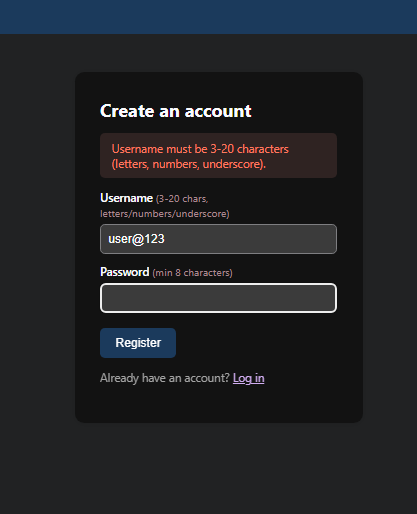 Create an account
Username must be 3-20 characters
(letters, numbers, underscore).
Username (3-20 chars,
letters/numbers/underscore)
user@123
Password (min 8 characters)
Register
Already have an account? Log in